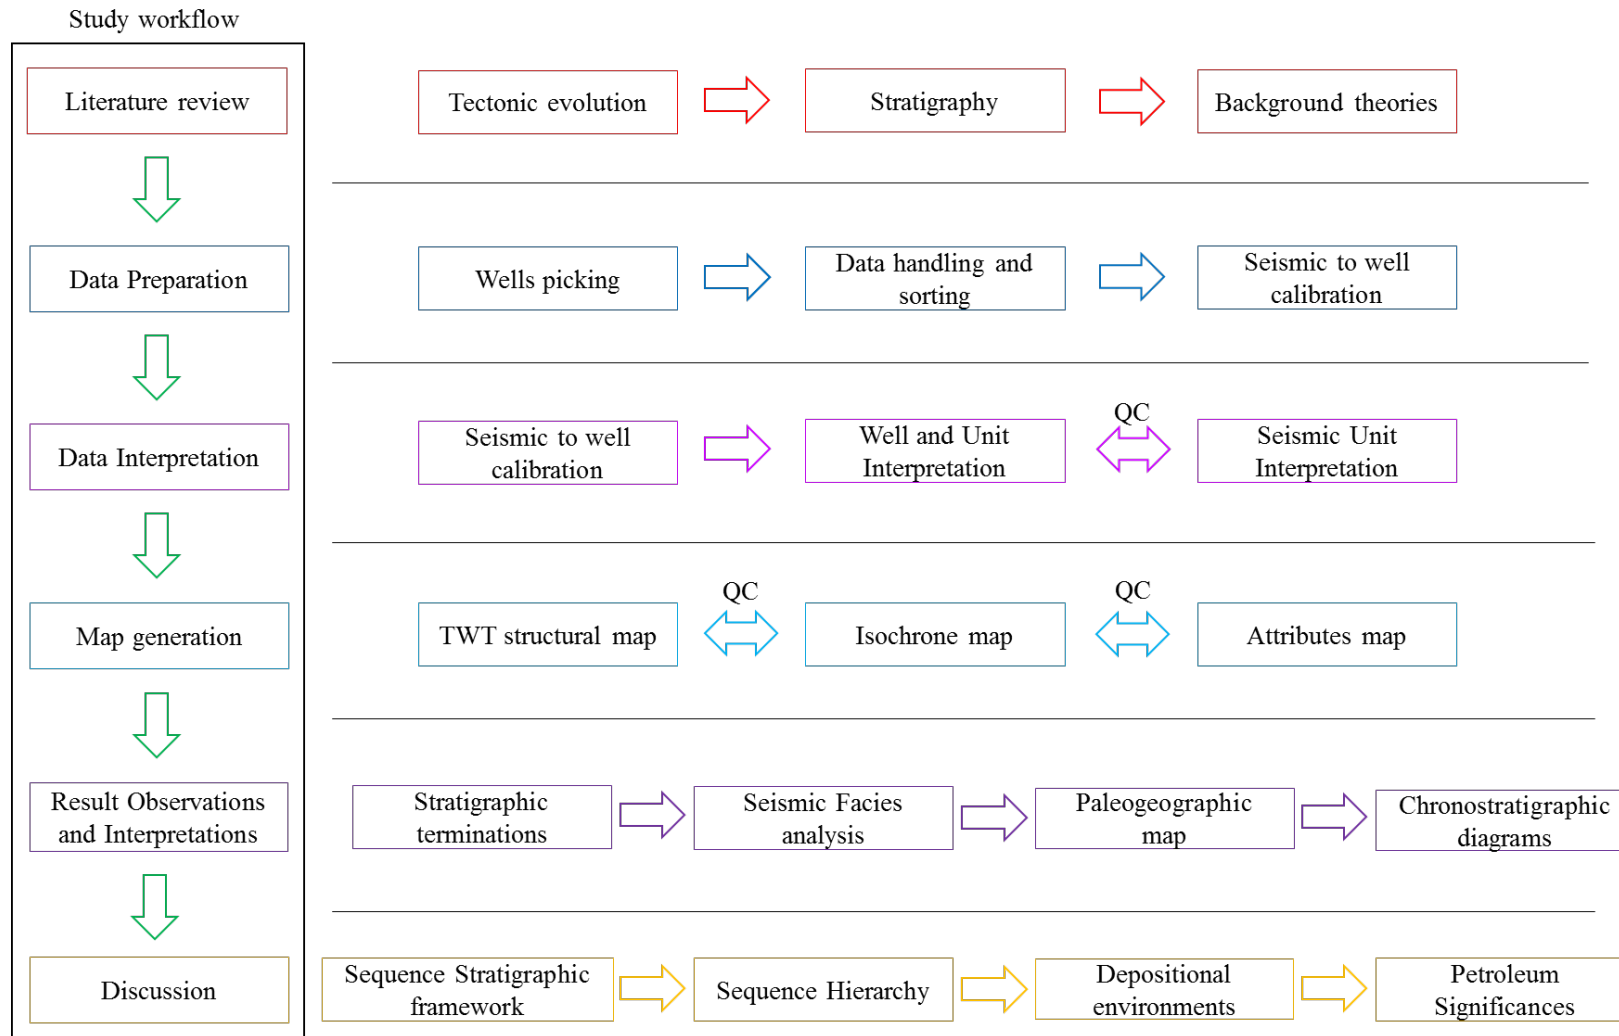 Study workflow
Literature review
Tectonic evolution
Stratigraphy
Background theories
Data Preparation
Wells picking
Data handling and
sorting
Seismic to well
calibration
Data Interpretation
Seismic to well
calibration
Well and Unit
Interpretation
QC
Seismic Unit
Interpretation
Map generation
TWT structural map
QC
Isochrone map
QC
Attributes map
Result Observations
and Interpretations
Stratigraphic
terminations
Seismic Facies
analysis
Paleogeographic
map
Chronostratigraphic
diagrams
Discussion
Sequence Stratigraphic
framework
Sequence Hierarchy
Depositional
environments
Petroleum
Significances